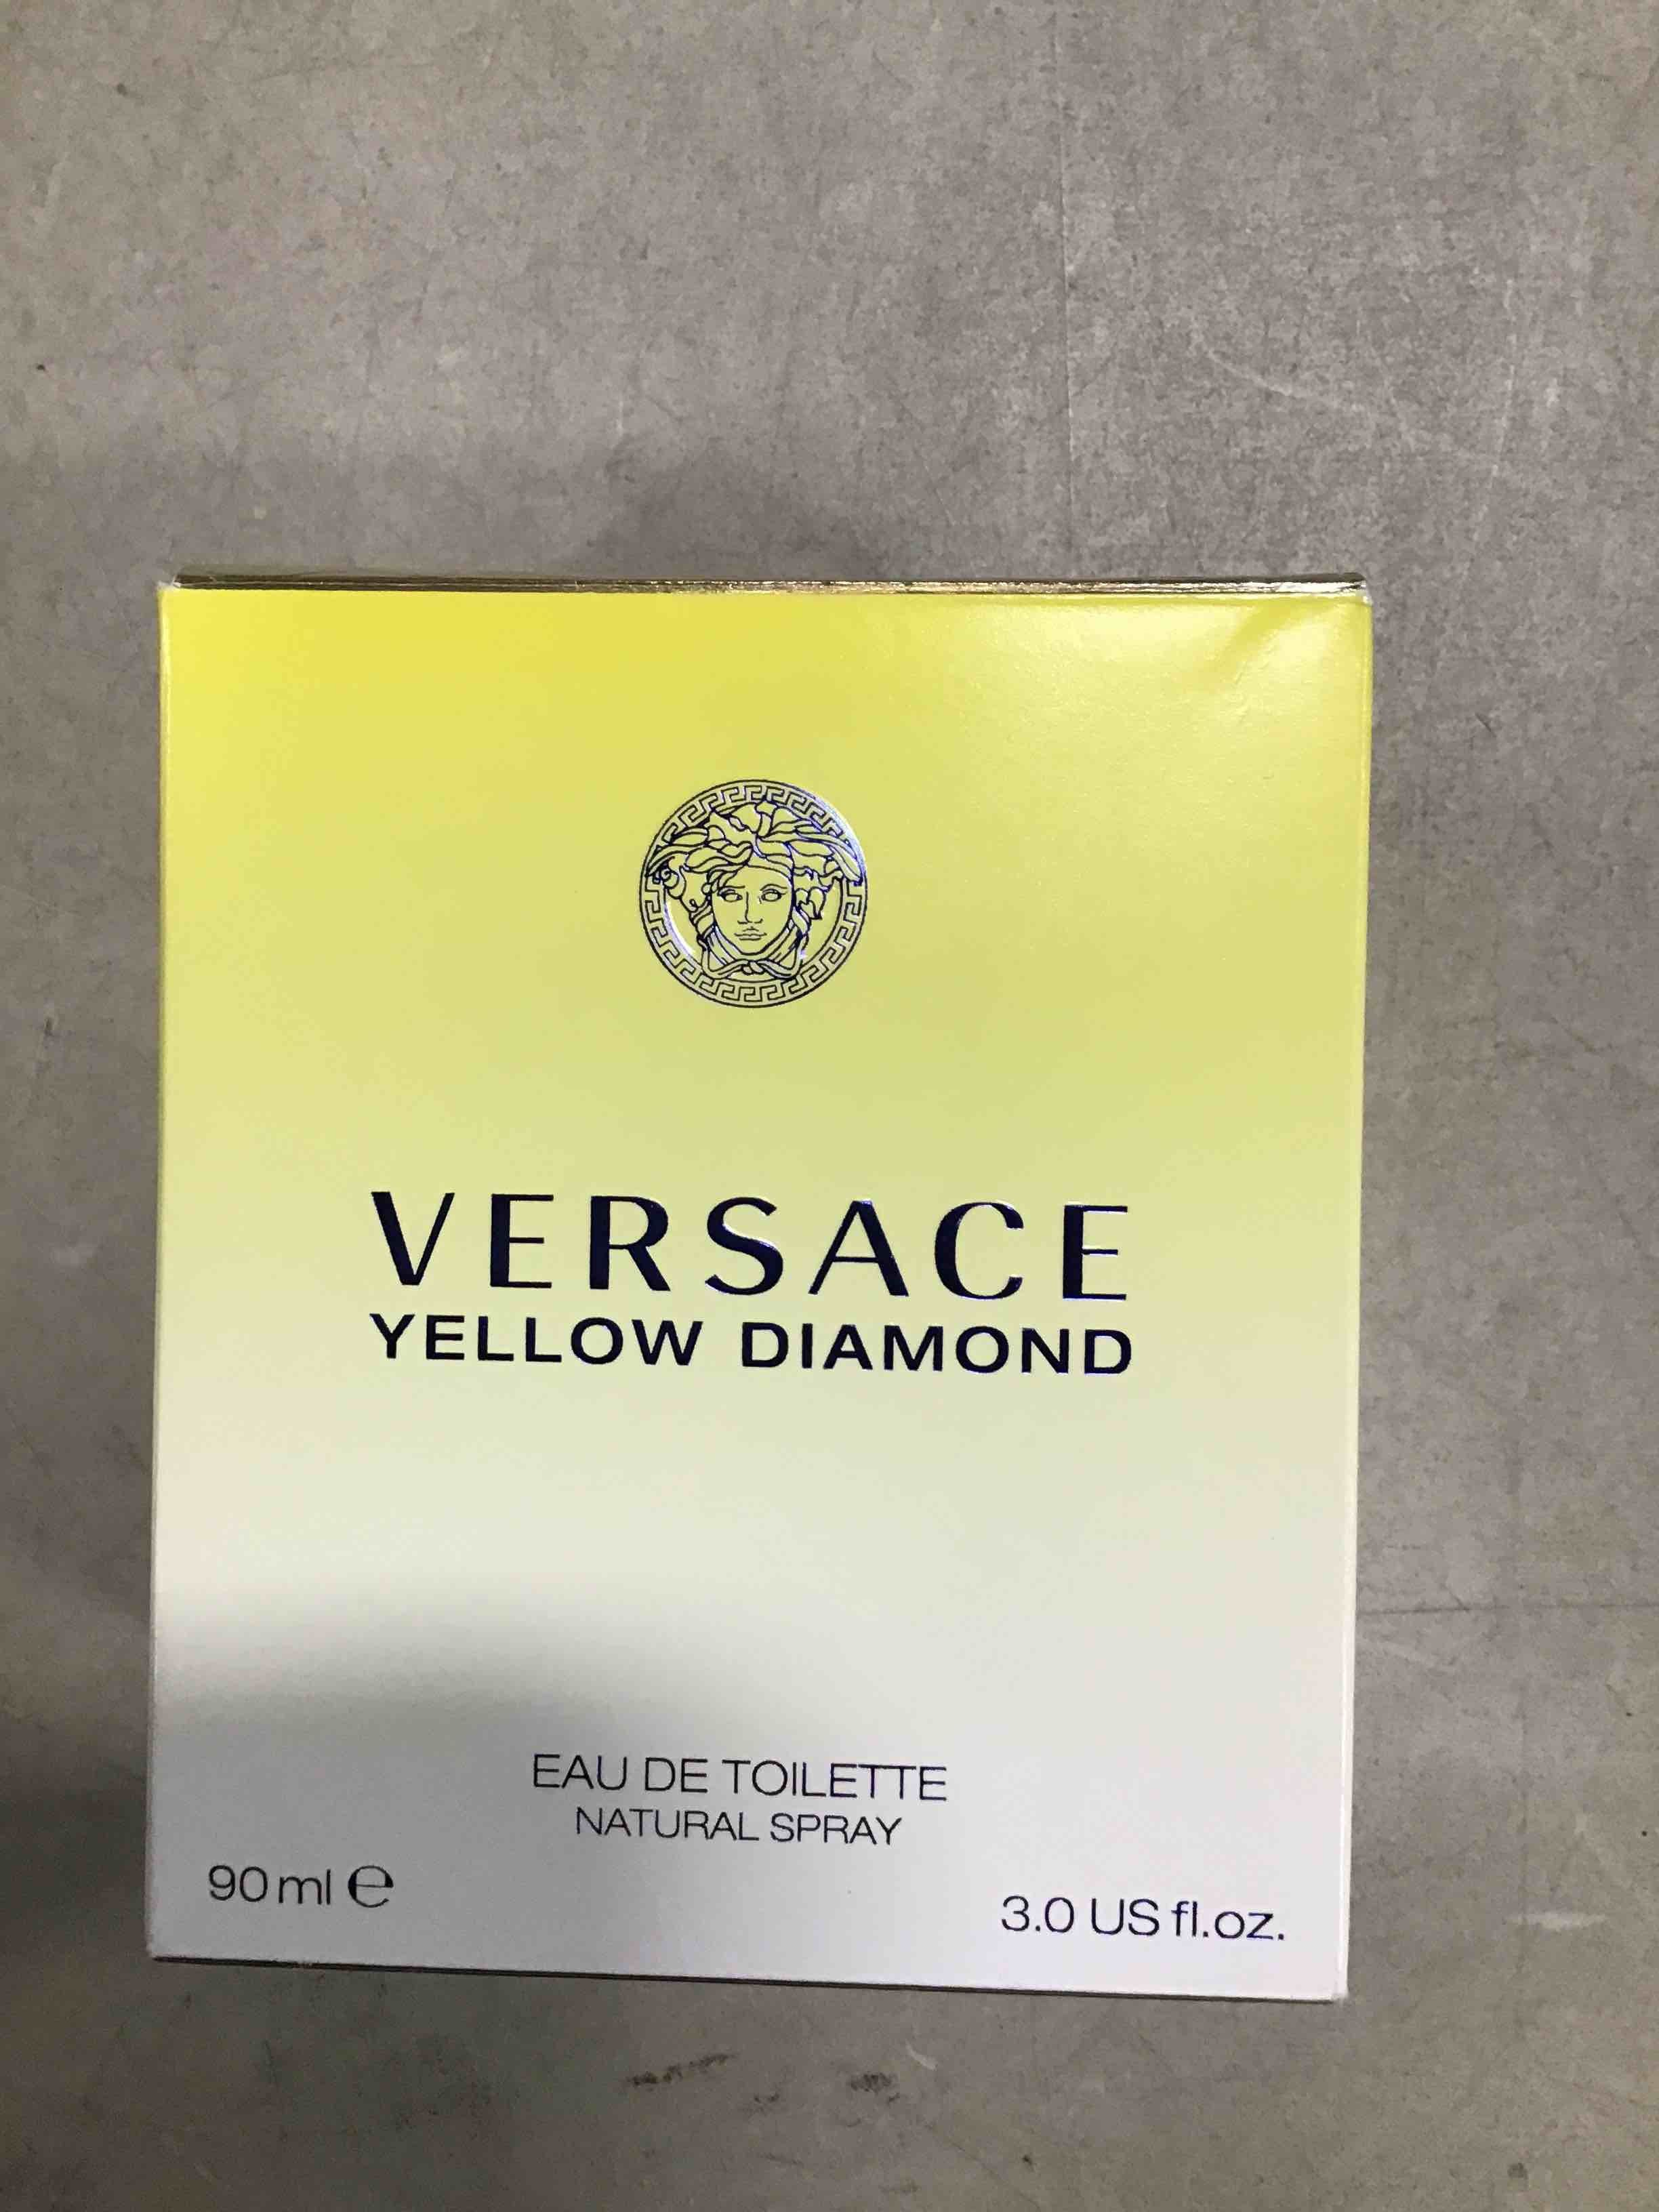 VERSACE
YELLOW DIAMOND
EAU DE TOILETTE
NATURAL SPRAY
90 ml ℮
3.0 US fl.oz.